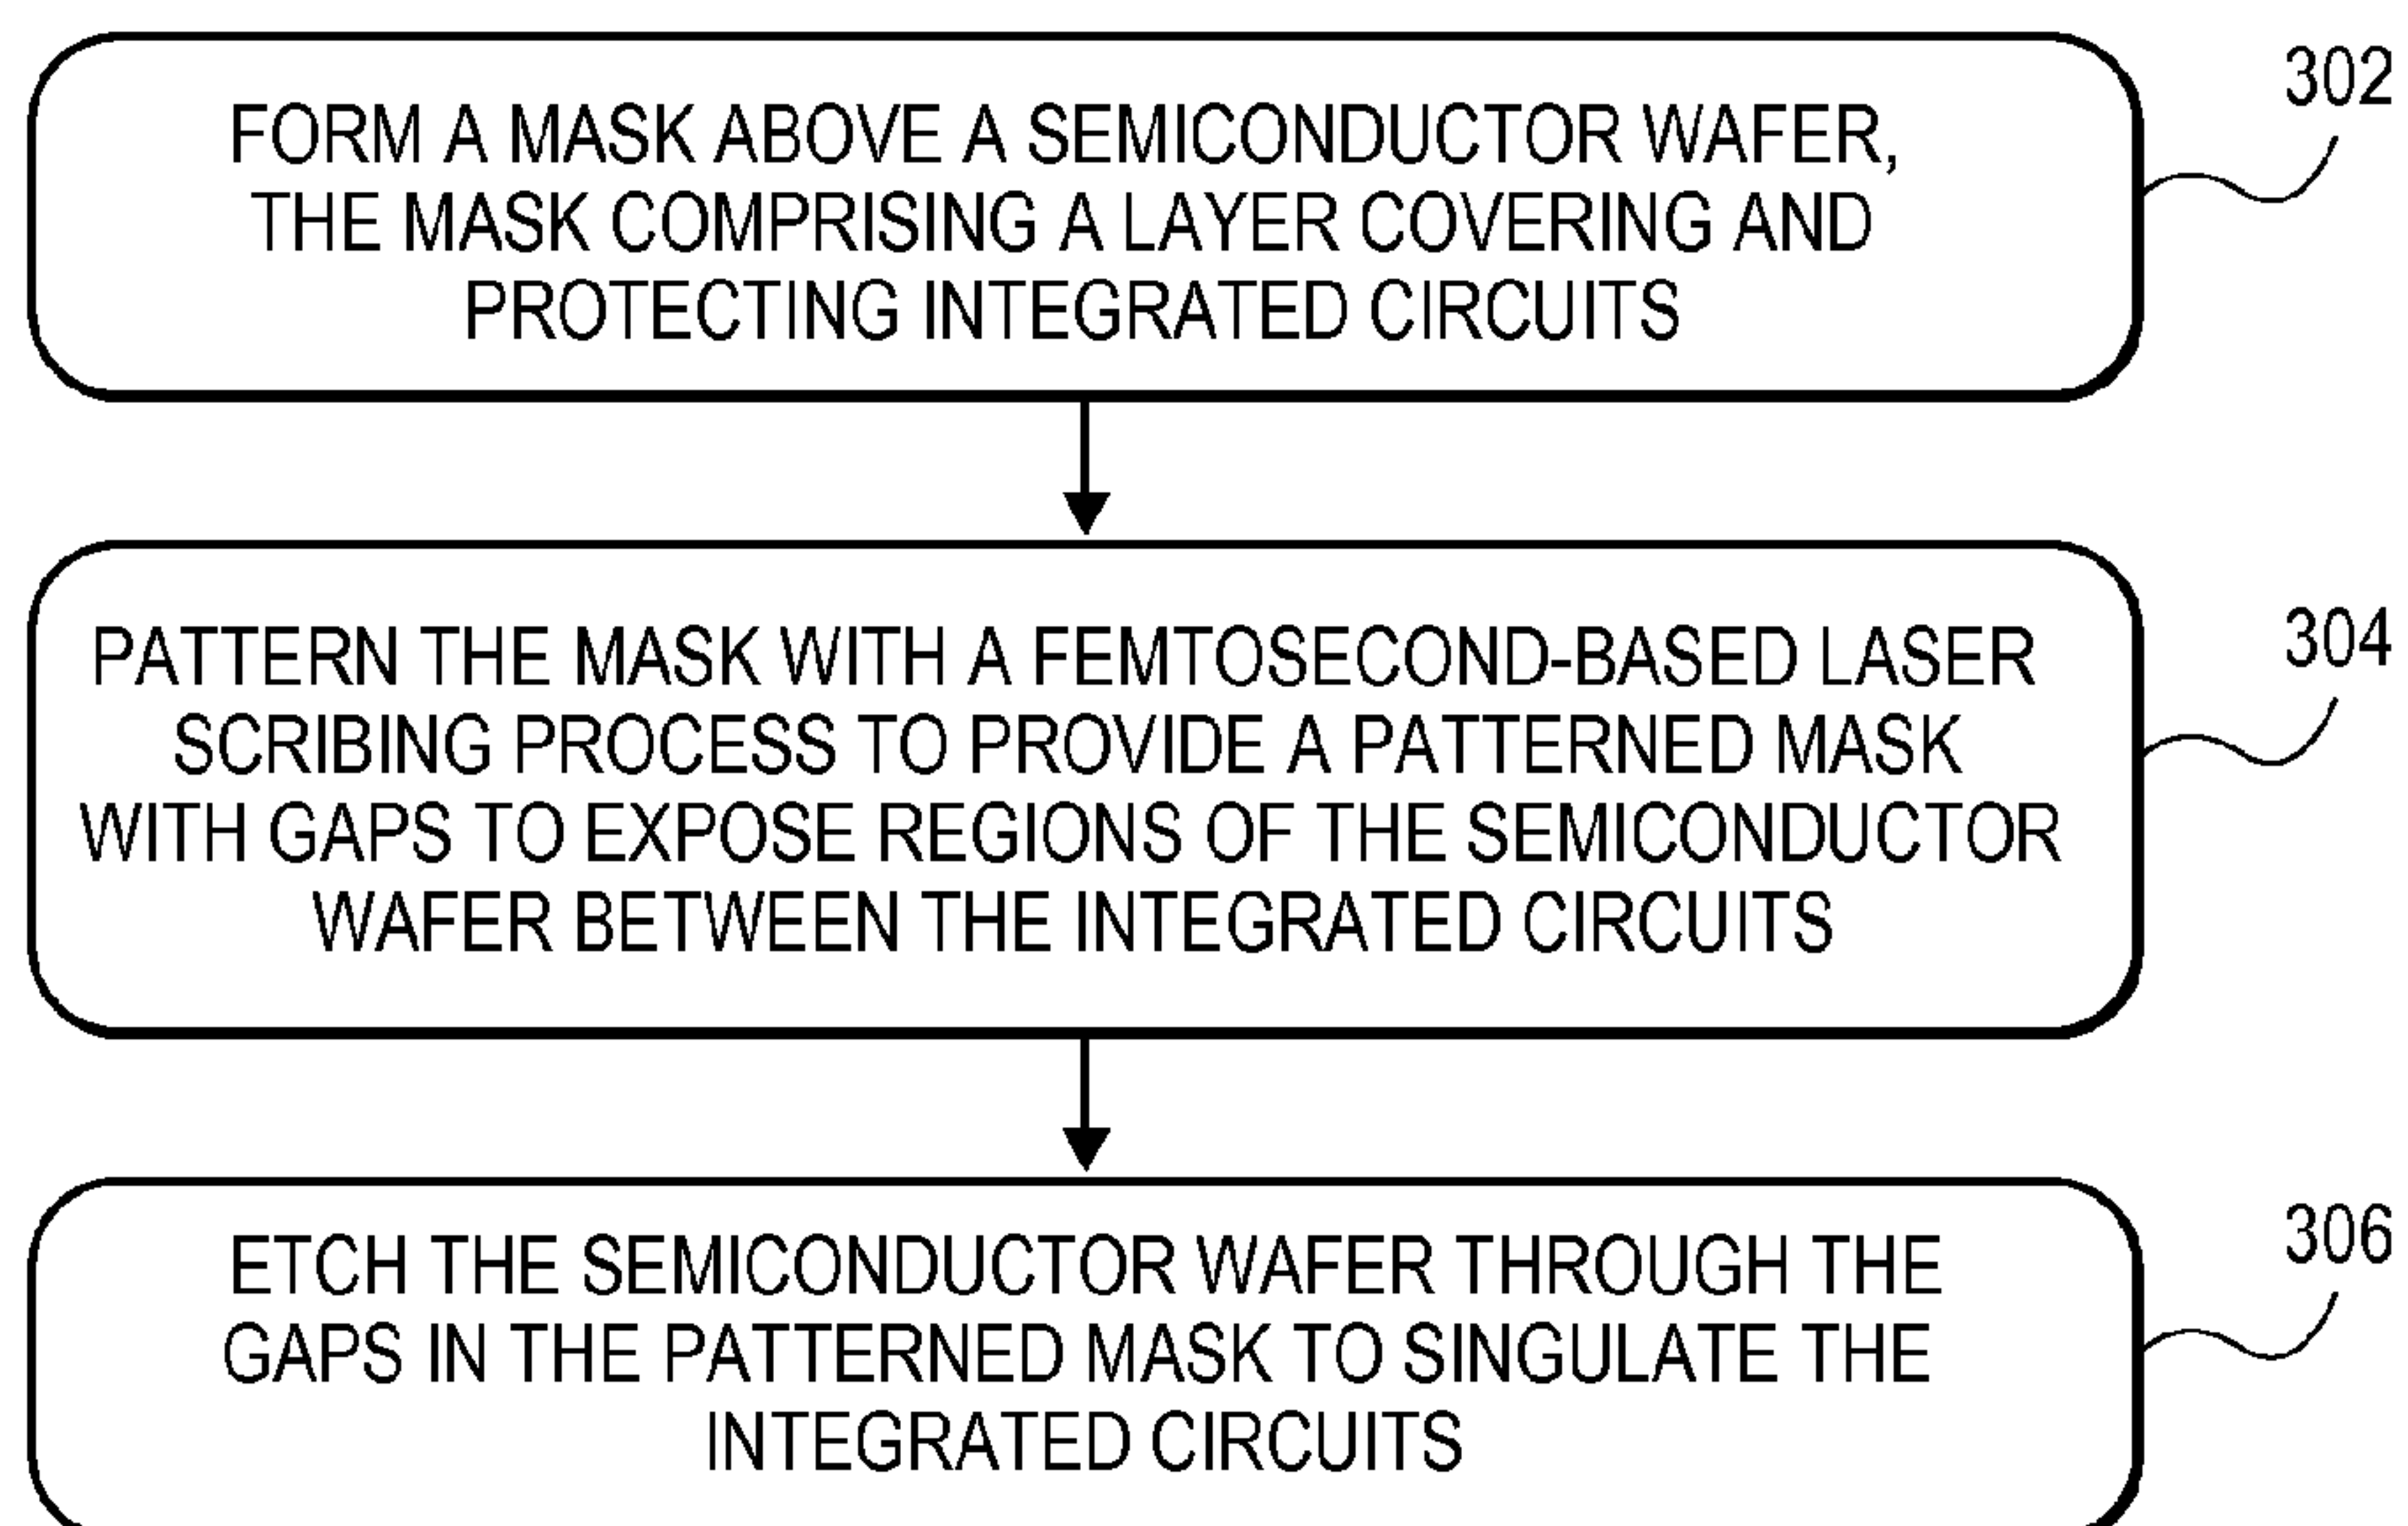 FORM A MASK ABOVE A SEMICONDUCTOR WAFER,
THE MASK COMPRISING A LAYER COVERING AND
PROTECTING INTEGRATED CIRCUITS
302
PATTERN THE MASK WITH A FEMTOSECOND-BASED LASER
SCRIBING PROCESS TO PROVIDE A PATTERNED MASK
WITH GAPS TO EXPOSE REGIONS OF THE SEMICONDUCTOR
WAFER BETWEEN THE INTEGRATED CIRCUITS
304
ETCH THE SEMICONDUCTOR WAFER THROUGH THE
GAPS IN THE PATTERNED MASK TO SINGULATE THE
INTEGRATED CIRCUITS
306